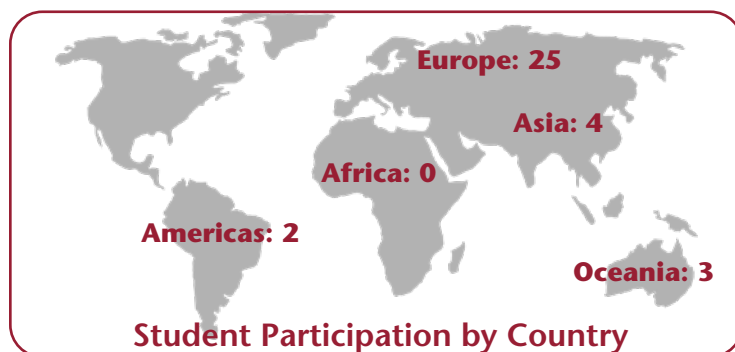 Europe: 25
Asia: 4
Africa: 0
Americas: 2
Oceania: 3
Student Participation by Country